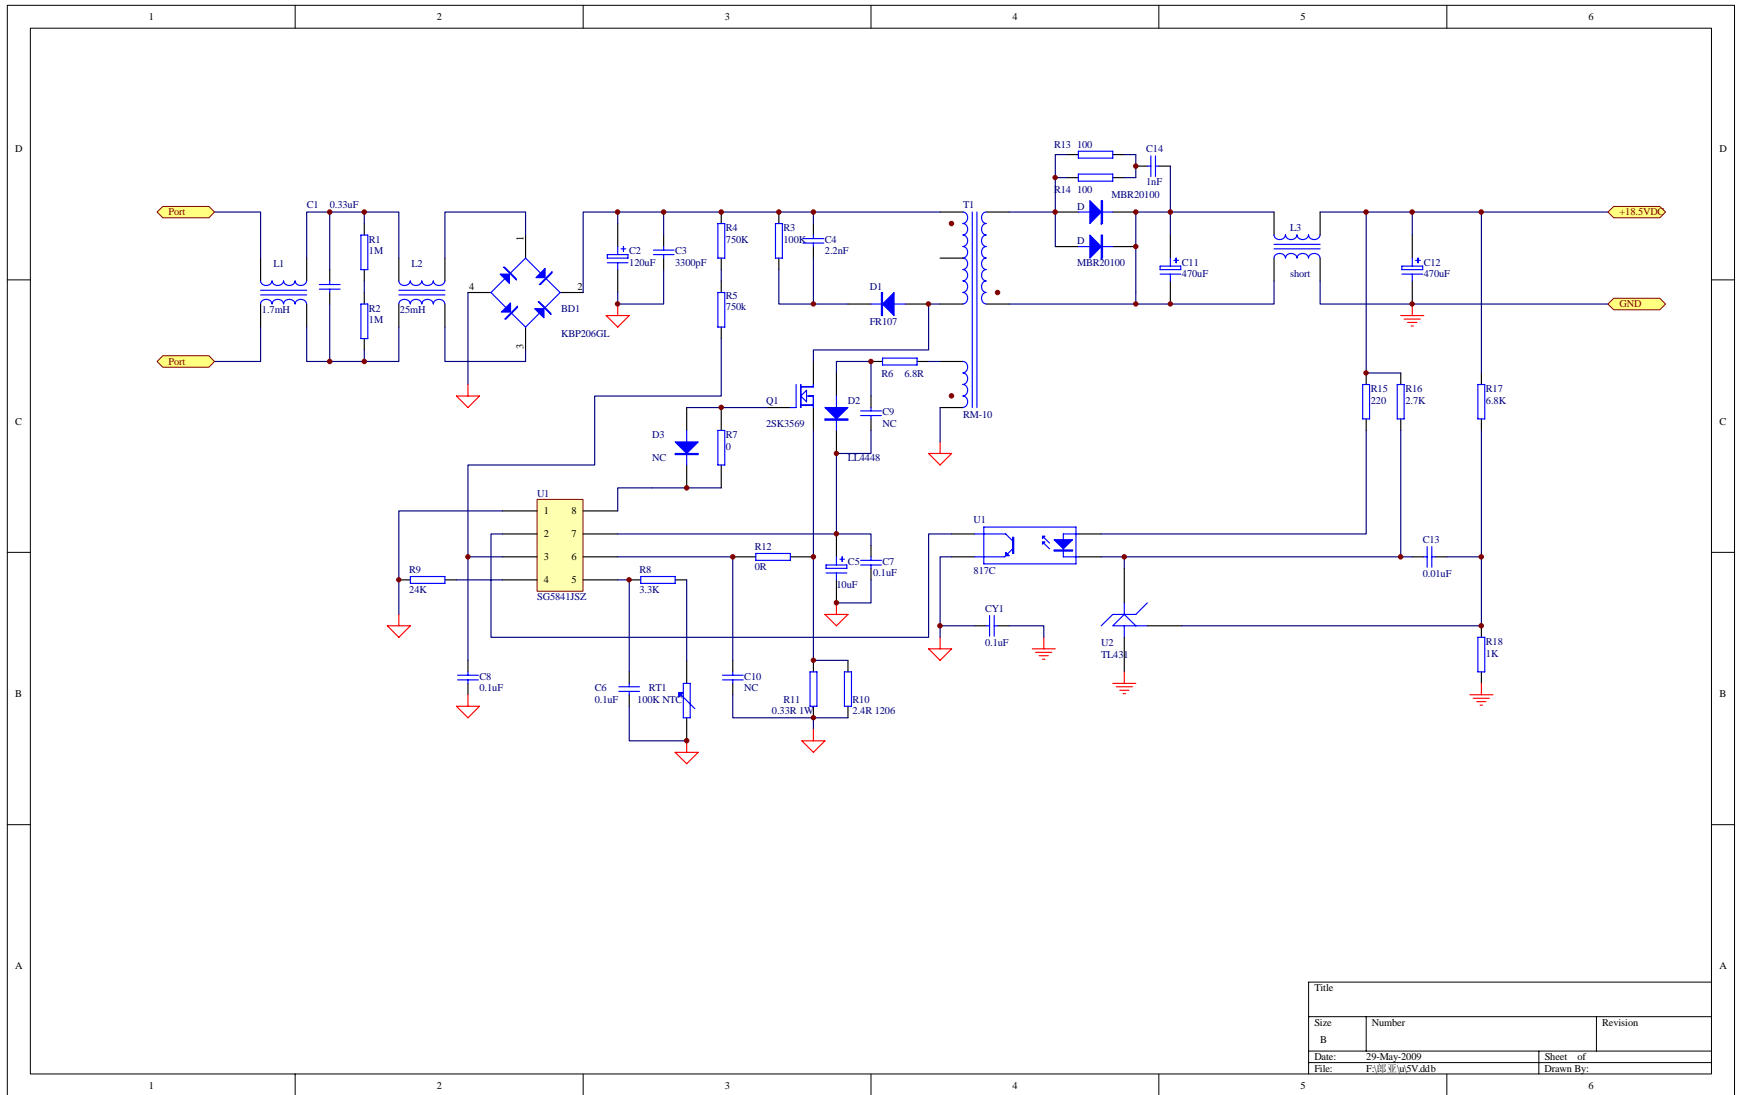 1 2 3 4 5 6
D D
R13 100
C14
1nF
R14 100
MBR20100
Port
C1 0.33uF
T1
D
+18.5VDC
R1
1M
R4
750K
R3
100K
C4
2.2nF
L3
1
C2
120uF
C3
3300pF
D
MBR20100
L1
L2
C11
470uF
short
C12
470uF
4
2
D1
FR107
R5
750k
R2
1M
BD1
1.7mH
25mH
GND
KBP206GL
3
Port
R6 6.8R
R15
220
R16
2.7K
R17
6.8K
Q1
D2
C9
NC
RM-10
2SK3569
C C
D3
NC
R7
0
LL4448
U1
1 8
2 7
3 6
4 5
SG5841JSZ
U1
817C
C13
0.01uF
R12
0R
C5
10uF
C7
0.1uF
R9
24K
R8
3.3K
CY1
0.1uF
U2
TL431
R18
1K
C8
0.1uF
C6
0.1uF
RT1
100K NTC
C10
NC
R11
0.33R 1W
R10
2.4R 1206
B B
A A
Title
Size
B
Number
Revision
Date: 29-May-2009
Sheet of
File:
Drawn By:
1 2 3 4 5 6